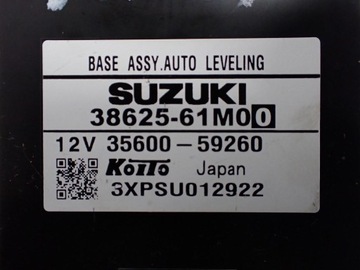 BASE ASSY.AUTO LEVELING
SUZUKI
38625-61M00
12V 35600-59260
KOITO Japan
3XPSU012922